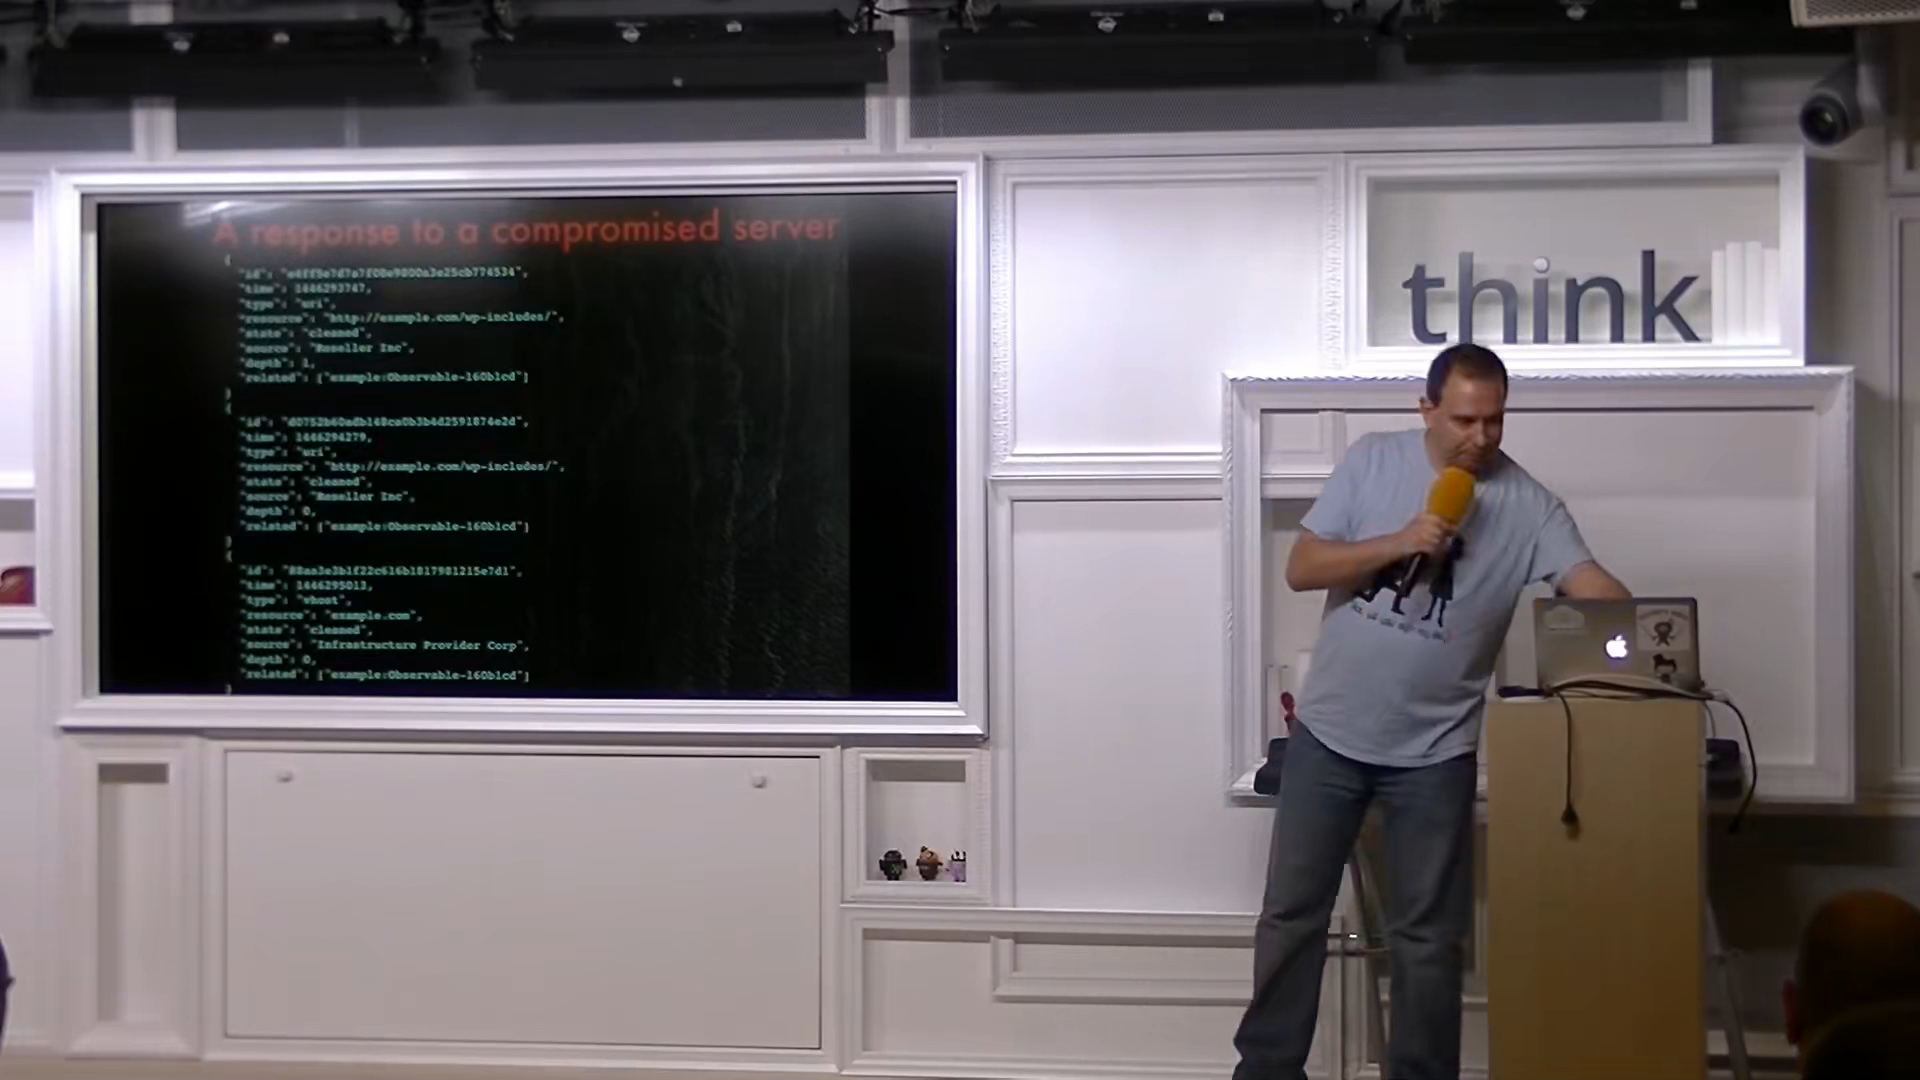 A response to a compromised server
{
"id": "e4ff5e7d7a7f08e9800a3e25cb774534",
"time": 1446293747,
"type": "uri",
"resource": "http://example.com/wp-includes/",
"state": "cleaned",
"source": "Reseller Inc",
"depth": 1,
"related": ["example:Observable-160b1cd"]
}
{
"id": "d0752b60adb148ca0b3b4d2591874e2d",
"time": 1446294279,
"type": "uri",
"resource": "http://example.com/wp-includes/",
"state": "cleaned",
"source": "Reseller Inc",
"depth": 0,
"related": ["example:Observable-160b1cd"]
}
{
"id": "88aa3e3b1f22c616b1817981215e7d1",
"time": 1446295013,
"type": "vhost",
"resource": "example.com",
"state": "cleaned",
"source": "Infrastructure Provider Corp",
"depth": 0,
"related": ["example:Observable-160b1cd"]
}
think